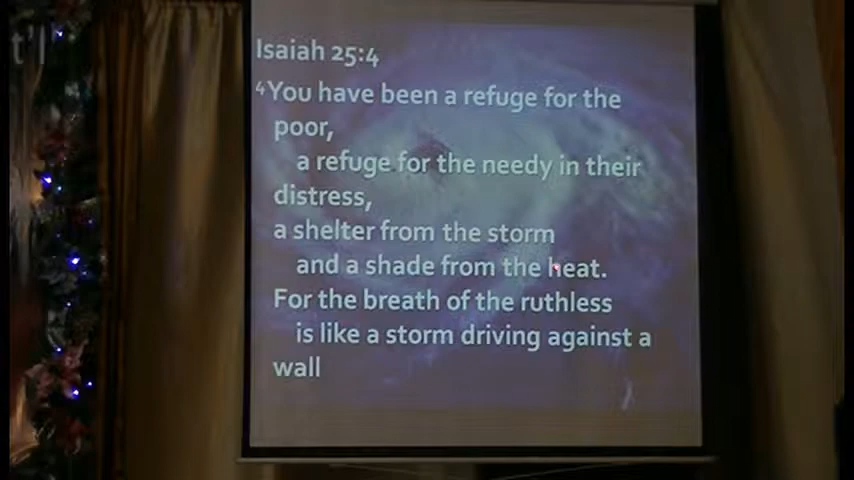 t'l
Isaiah 25:4
4You have been a refuge for the
poor,
a refuge for the needy in their
distress,
a shelter from the storm
and a shade from the heat.
For the breath of the ruthless
is like a storm driving against a
wall